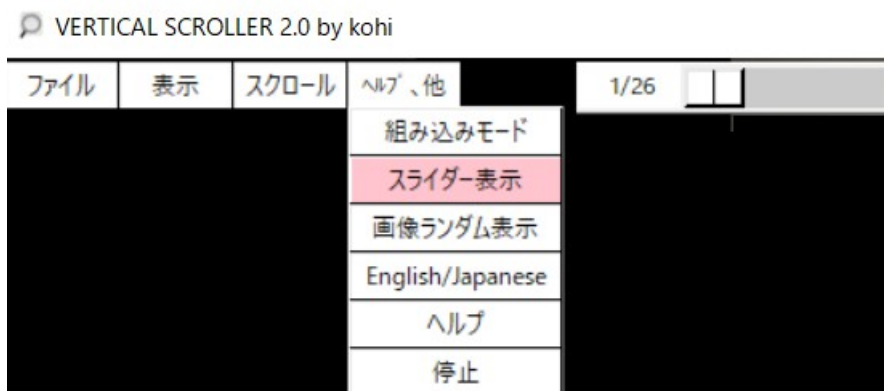 VERTICAL SCROLLER 2.0 by kohi
ファイル 表示 スクロール ﾍﾙﾌﾟ、他 1/26
組み込みモード
スライダー表示
画像ランダム表示
English/Japanese
ヘルプ
停止